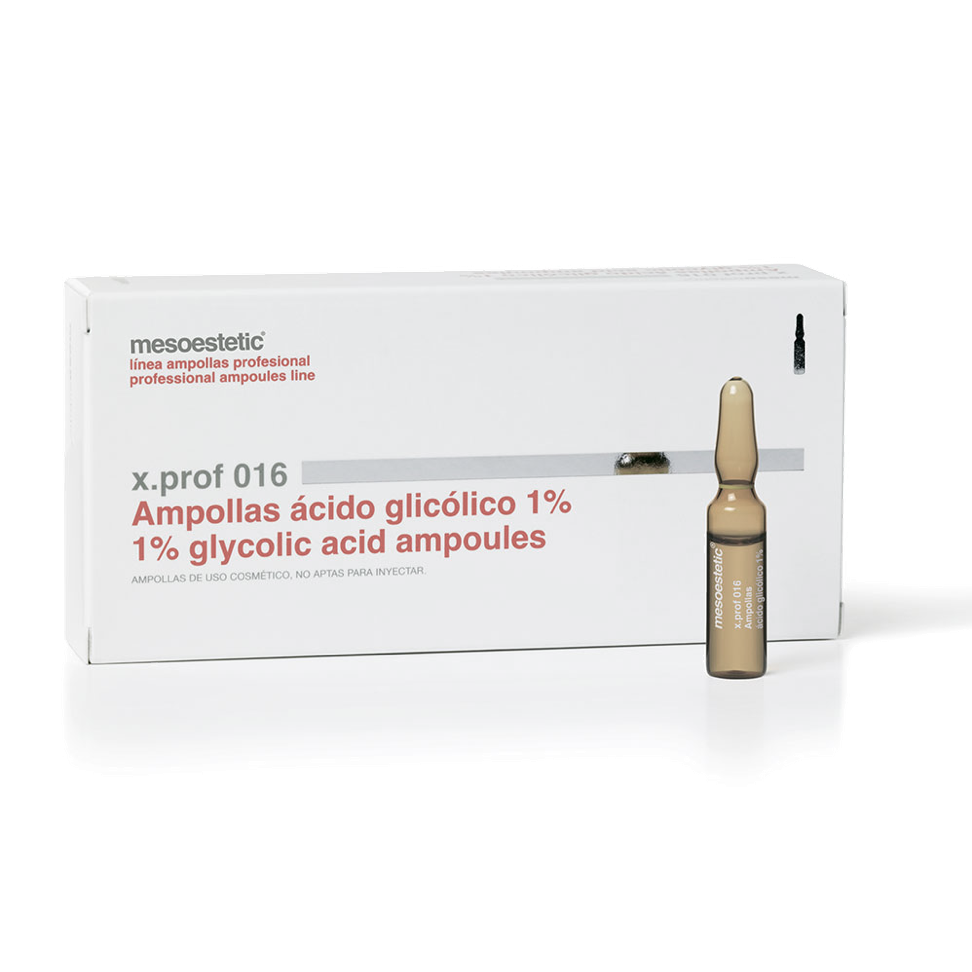 mesoestetic®
línea ampollas profesional
professional ampoules line
x.prof 016
Ampollas ácido glicólico 1%
1% glycolic acid ampoules
AMPOLLAS DE USO COSMÉTICO, NO APTAS PARA INYECTAR.
mesoestetic®
x.prof 016
Ampollas
ácido glicólico 1%